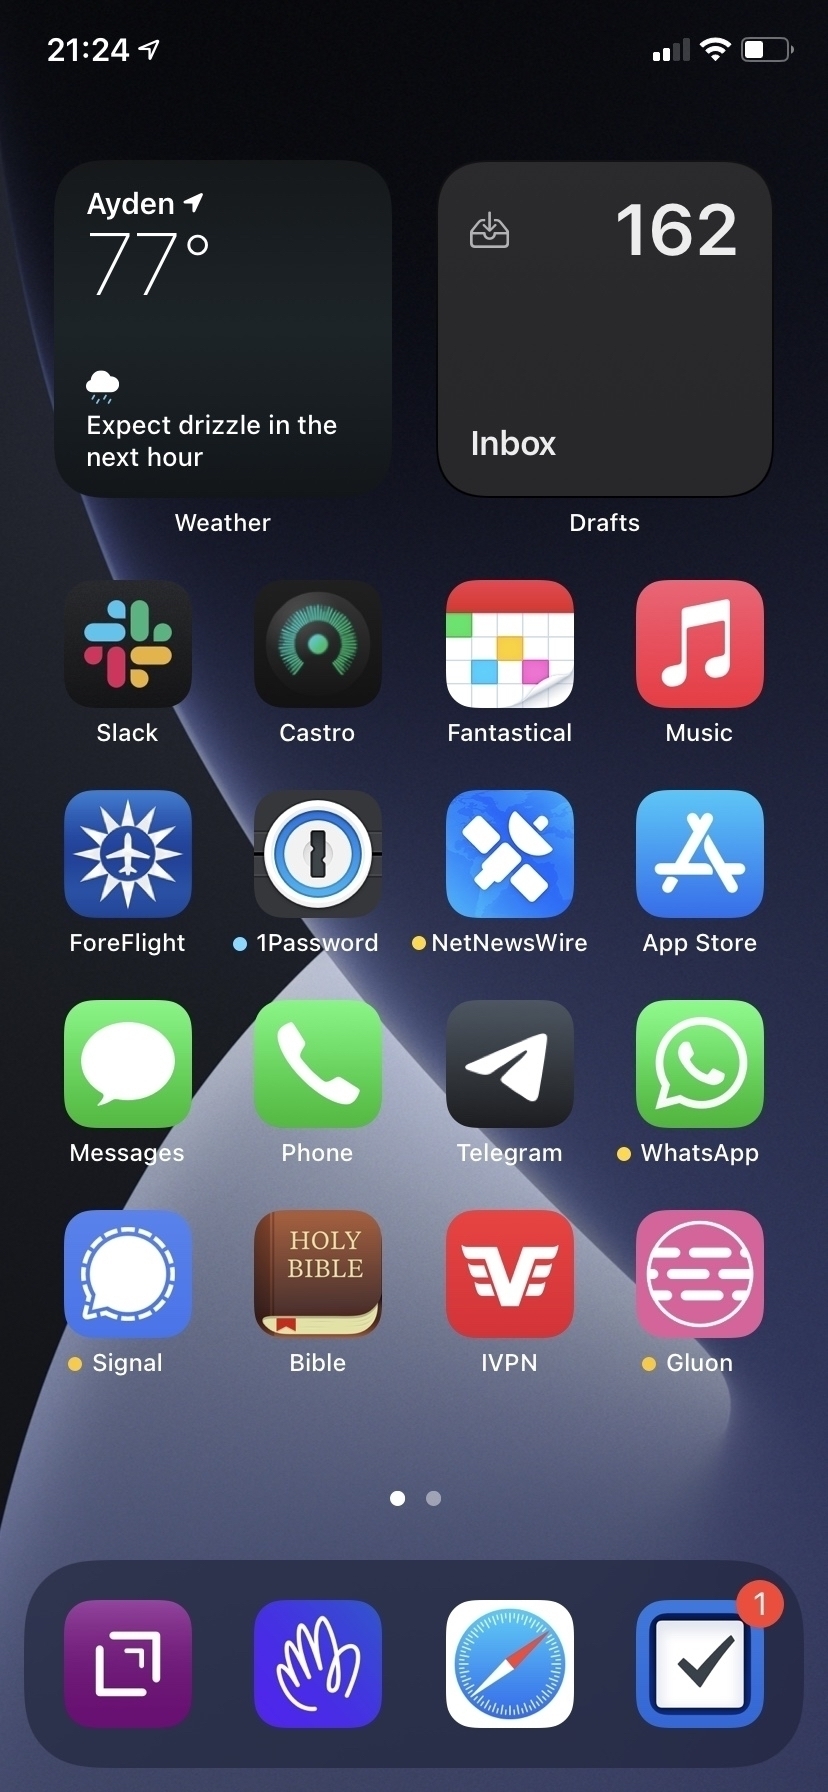 21:24
Ayden
77°
Expect drizzle in the
next hour
Weather
162
Inbox
Drafts
Slack
Castro
Fantastical
Music
ForeFlight
1Password
NetNewsWire
App Store
Messages
Phone
Telegram
WhatsApp
HOLY
BIBLE
Signal
Bible
IVPN
Gluon
1